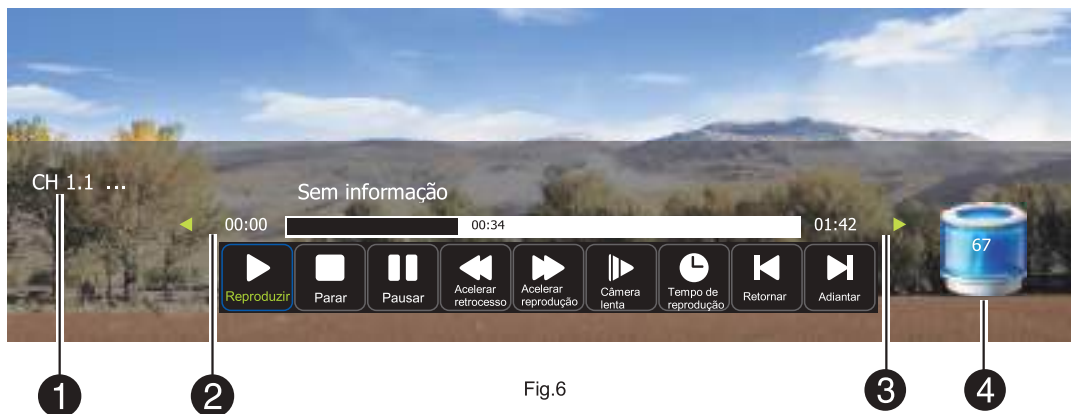 CH 1.1 ...
Sem informação
00:00 00:34 01:42
67
Reproduzir
Parar
Pausar
Acelerar
retrocesso
Acelerar
reprodução
Câmera
lenta
Tempo de
reprodução
Retornar
Adiantar
1 2 Fig.6 3 4